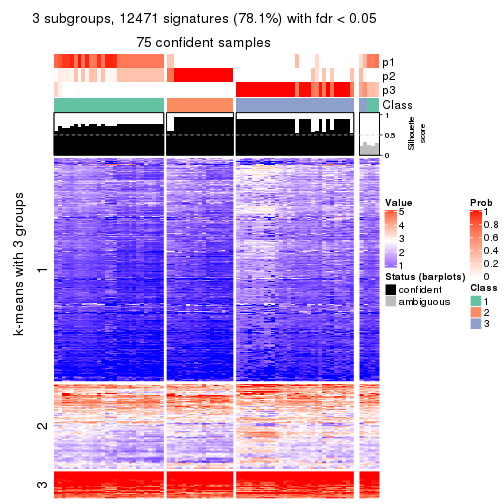 3 subgroups, 12471 signatures (78.1%) with fdr < 0.05
75 confident samples
p1
p2
p3
Class
1
0.5
0
Silhouette
score
k-means with 3 groups
1
2
3
Value
5
4
3
2
1
Status (barplots)
confident
ambiguous
Prob
1
0.8
0.6
0.4
0.2
0
Class
1
2
3